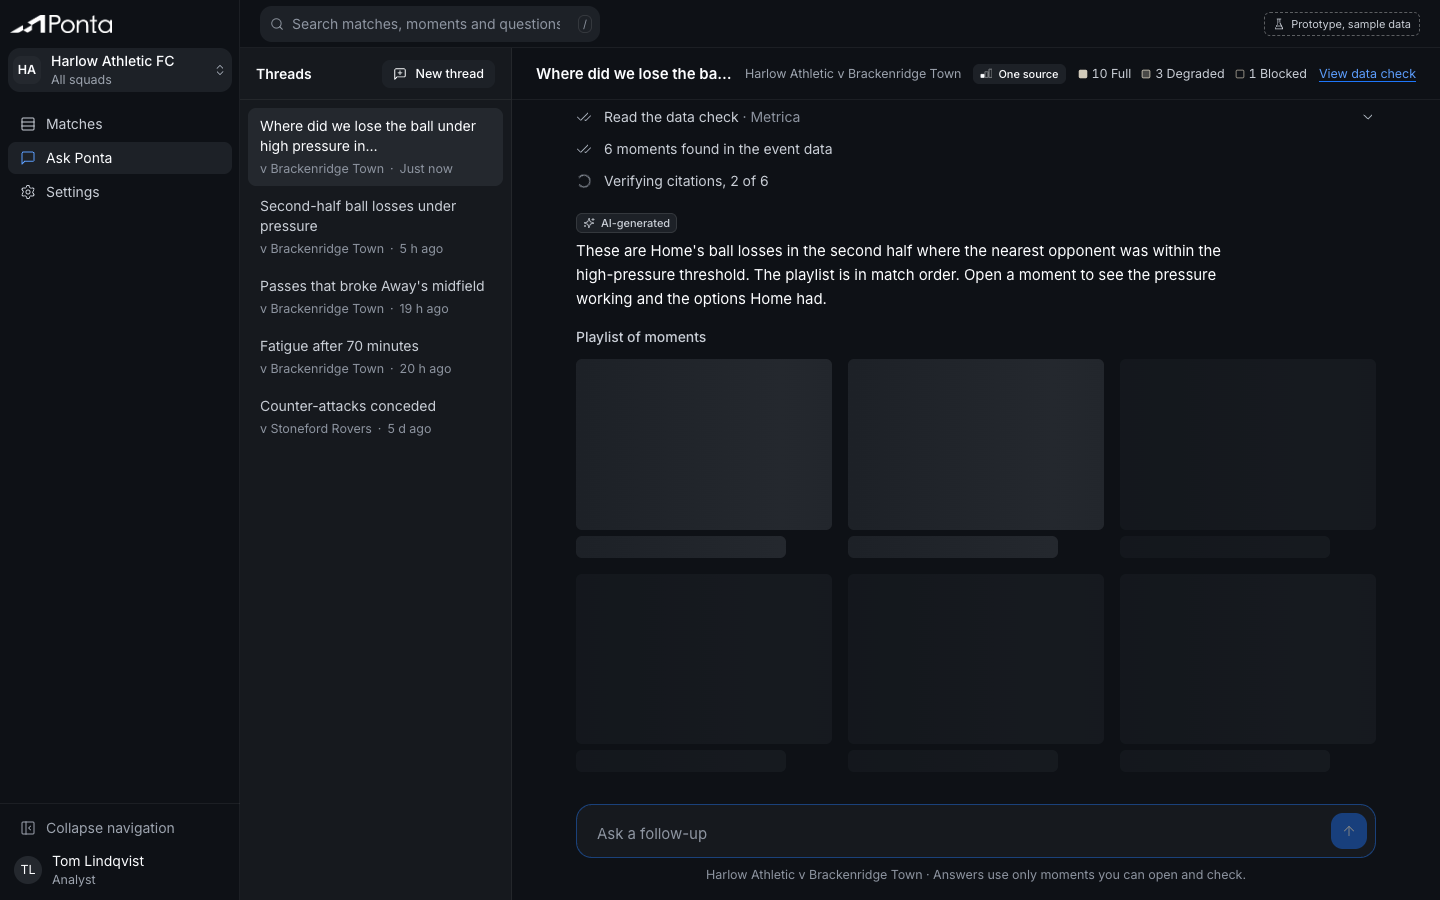 Ponta
Search matches, moments and questions
/
Prototype, sample data
HA
Harlow Athletic FC
All squads
Matches
Ask Ponta
Settings
Collapse navigation
TL
Tom Lindqvist
Analyst
Threads
New thread
Where did we lose the ball under
high pressure in...
v Brackenridge Town · Just now
Second-half ball losses under
pressure
v Brackenridge Town · 5 h ago
Passes that broke Away's midfield
v Brackenridge Town · 19 h ago
Fatigue after 70 minutes
v Brackenridge Town · 20 h ago
Counter-attacks conceded
v Stoneford Rovers · 5 d ago
Where did we lose the ba...
Harlow Athletic v Brackenridge Town
One source
10 Full
3 Degraded
1 Blocked
View data check
Read the data check · Metrica
6 moments found in the event data
Verifying citations, 2 of 6
AI-generated
These are Home's ball losses in the second half where the nearest opponent was within the
high-pressure threshold. The playlist is in match order. Open a moment to see the pressure
working and the options Home had.
Playlist of moments
Ask a follow-up
Harlow Athletic v Brackenridge Town · Answers use only moments you can open and check.